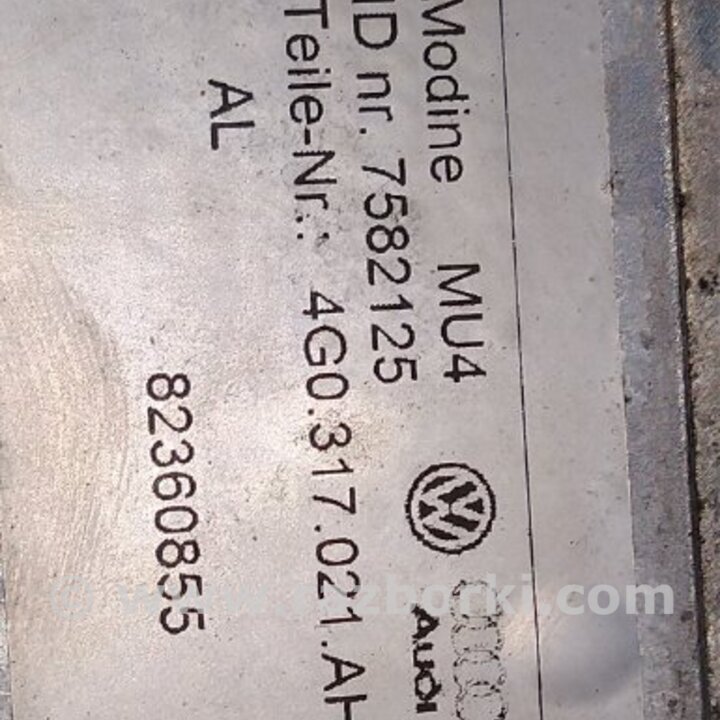 Modine MU4
ID nr. 7582125
Teile-Nr.: 4G0.317.021.AH
AL
82360855
Audi